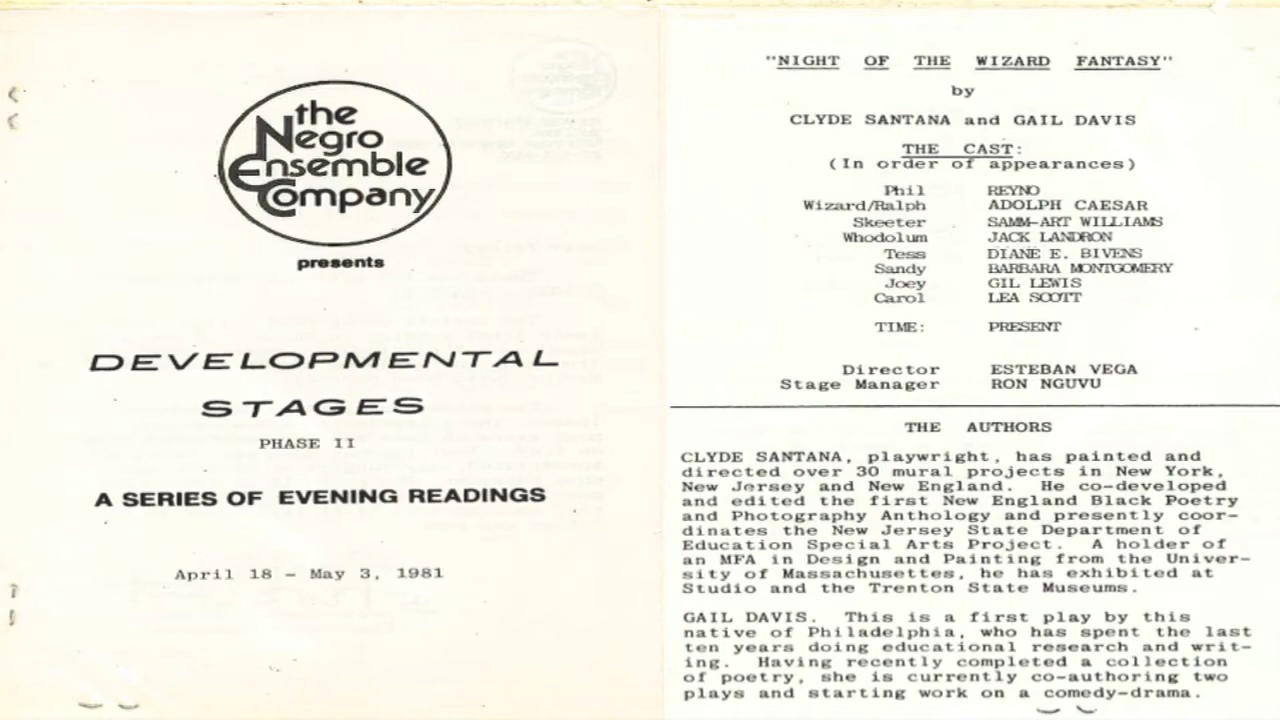 the
Negro
Ensemble
Company
presents
DEVELOPMENTAL
STAGES
PHASE II
A SERIES OF EVENING READINGS
April 18 - May 3, 1981
"NIGHT OF THE WIZARD FANTASY"
by
CLYDE SANTANA and GAIL DAVIS
THE CAST:
(In order of appearances)
Phil REYNO
Wizard/Ralph ADOLPH CAESAR
Skeeter SAMM-ART WILLIAMS
Whodolum JACK LANDRON
Tess DIANE E. BIVENS
Sandy BARBARA MONTGOMERY
Joey GIL LEWIS
Carol LEA SCOTT
TIME: PRESENT
Director ESTEBAN VEGA
Stage Manager RON NGUVU
THE AUTHORS
CLYDE SANTANA, playwright, has painted and
directed over 30 mural projects in New York,
New Jersey and New England. He co-developed
and edited the first New England Black Poetry
and Photography Anthology and presently coor-
dinates the New Jersey State Department of
Education Special Arts Project. A holder of
an MFA in Design and Painting from the Univer-
sity of Massachusettes, he has exhibited at
Studio and the Trenton State Museums.
GAIL DAVIS. This is a first play by this
native of Philadelphia, who has spent the last
ten years doing educational research and writ-
ing. Having recently completed a collection
of poetry, she is currently co-authoring two
plays and starting work on a comedy-drama.